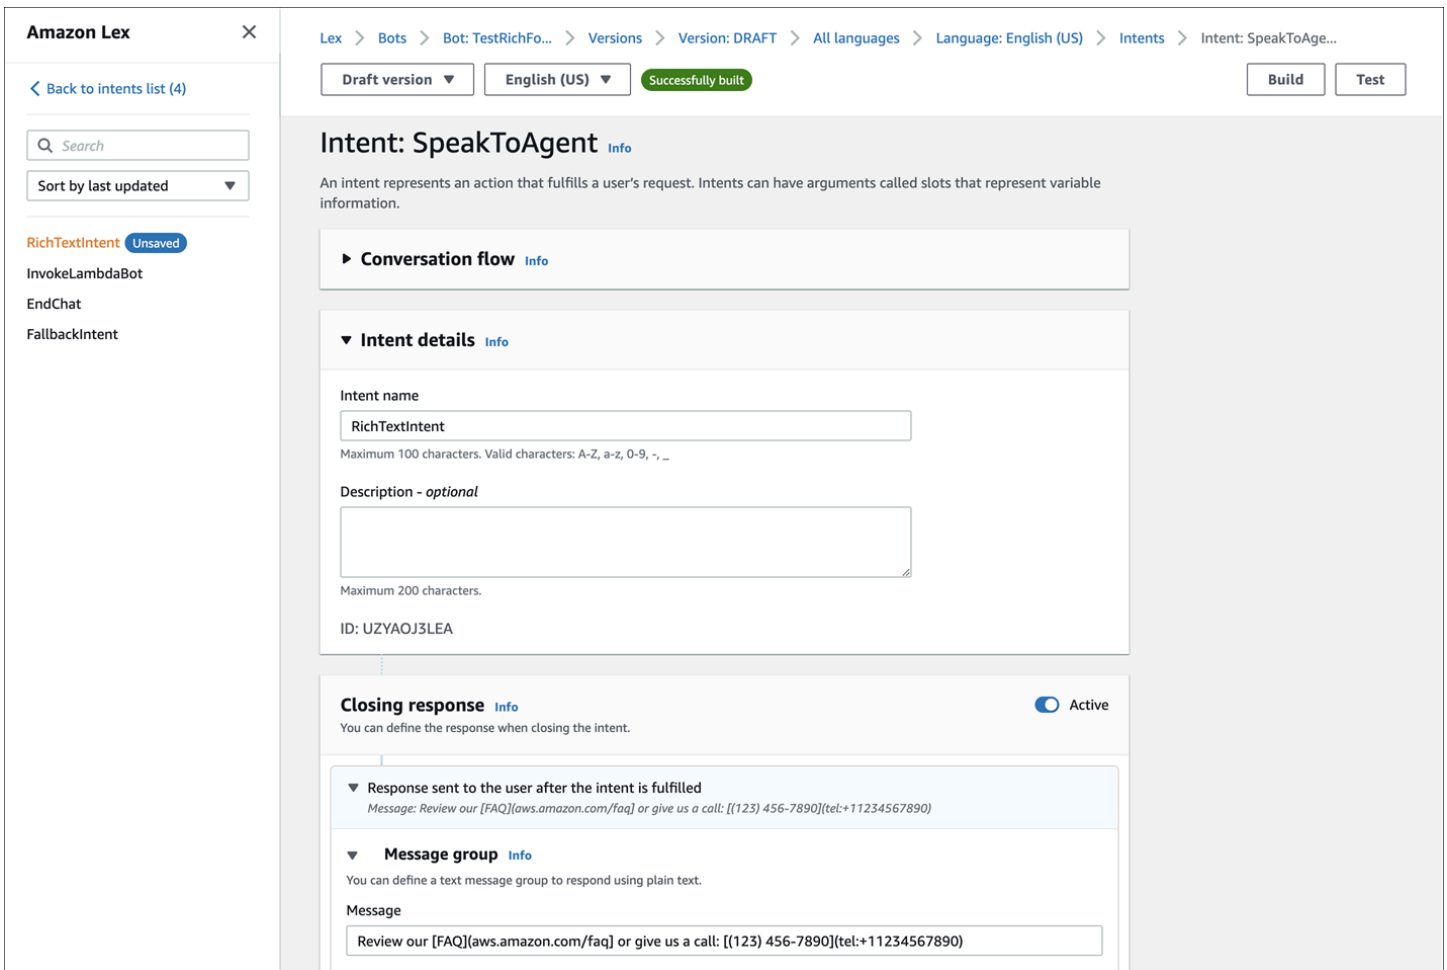 Amazon Lex
Back to intents list (4)
Search
Sort by last updated
RichTextIntent Unsaved
InvokeLambdaBot
EndChat
FallbackIntent
Lex > Bots > Bot: TestRichFo... > Versions > Version: DRAFT > All languages > Language: English (US) > Intents > Intent: SpeakToAge...
Draft version English (US) Successfully built Build Test
Intent: SpeakToAgent Info
An intent represents an action that fulfills a user's request. Intents can have arguments called slots that represent variable
information.
Conversation flow Info
Intent details Info
Intent name
RichTextIntent
Maximum 100 characters. Valid characters: A-Z, a-z, 0-9, -, _
Description - optional
Maximum 200 characters.
ID: UZYAOJ3LEA
Closing response Info Active
You can define the response when closing the intent.
Response sent to the user after the intent is fulfilled
Message: Review our [FAQ](aws.amazon.com/faq] or give us a call: [(123) 456-7890](tel:+11234567890)
Message group Info
You can define a text message group to respond using plain text.
Message
Review our [FAQ](aws.amazon.com/faq] or give us a call: [(123) 456-7890](tel:+11234567890)